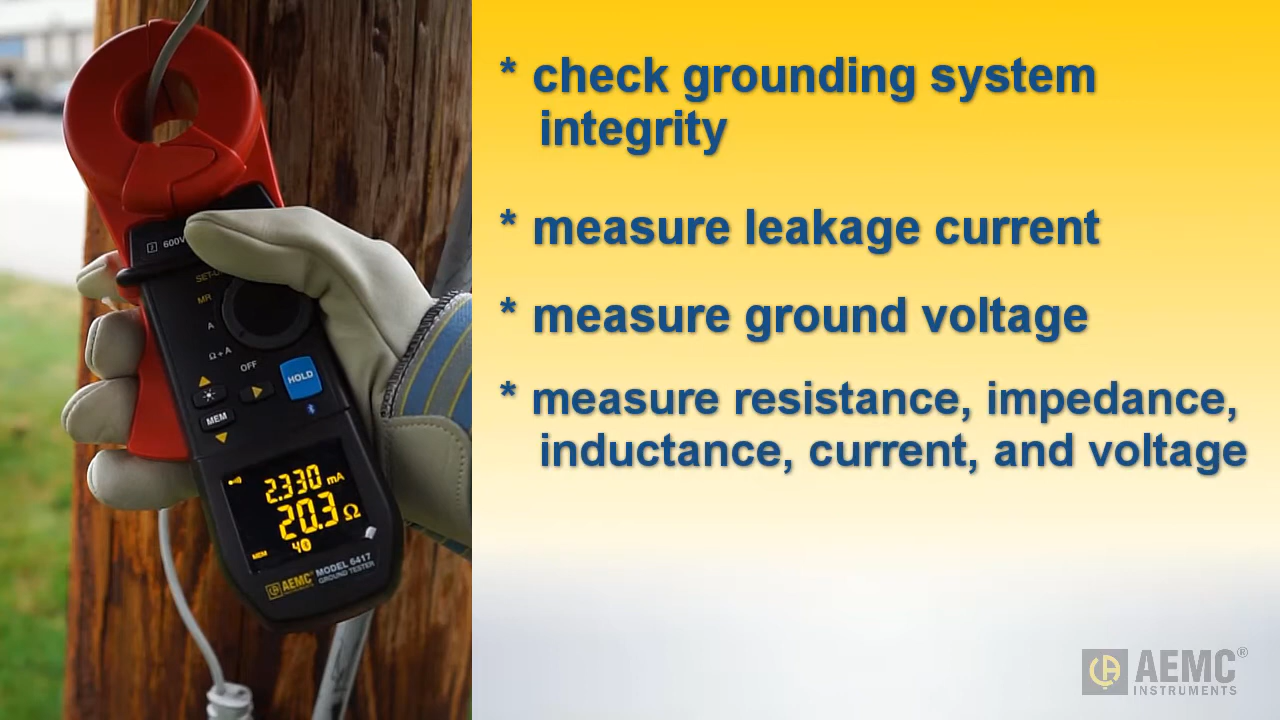 * check grounding system
integrity
* measure leakage current
* measure ground voltage
* measure resistance, impedance,
inductance, current, and voltage
600V
MR
A
Ω+A
OFF
HOLD
MEM
2.330 mA
20.3 Ω
MEM 40
AEMC® MODEL 6417
INSTRUMENTS GROUND TESTER
AEMC®
INSTRUMENTS